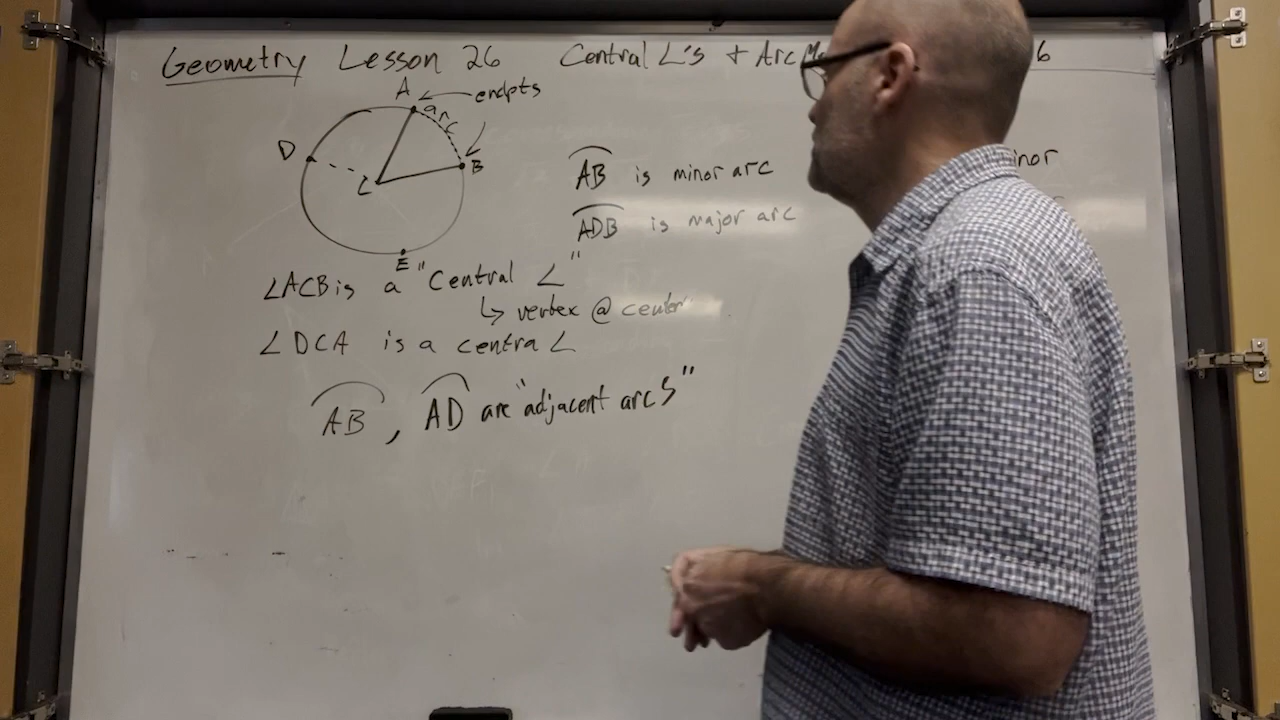 Geometry Lesson 26 Central ∠'s + Arc 6
A endpts
arc
D
B
C
E
AB is minor arc
ADB is major arc
∠ACB is a "Central ∠"
↳ vertex @ center
∠DCA is a central ∠
AB, AD are "adjacent arcs"